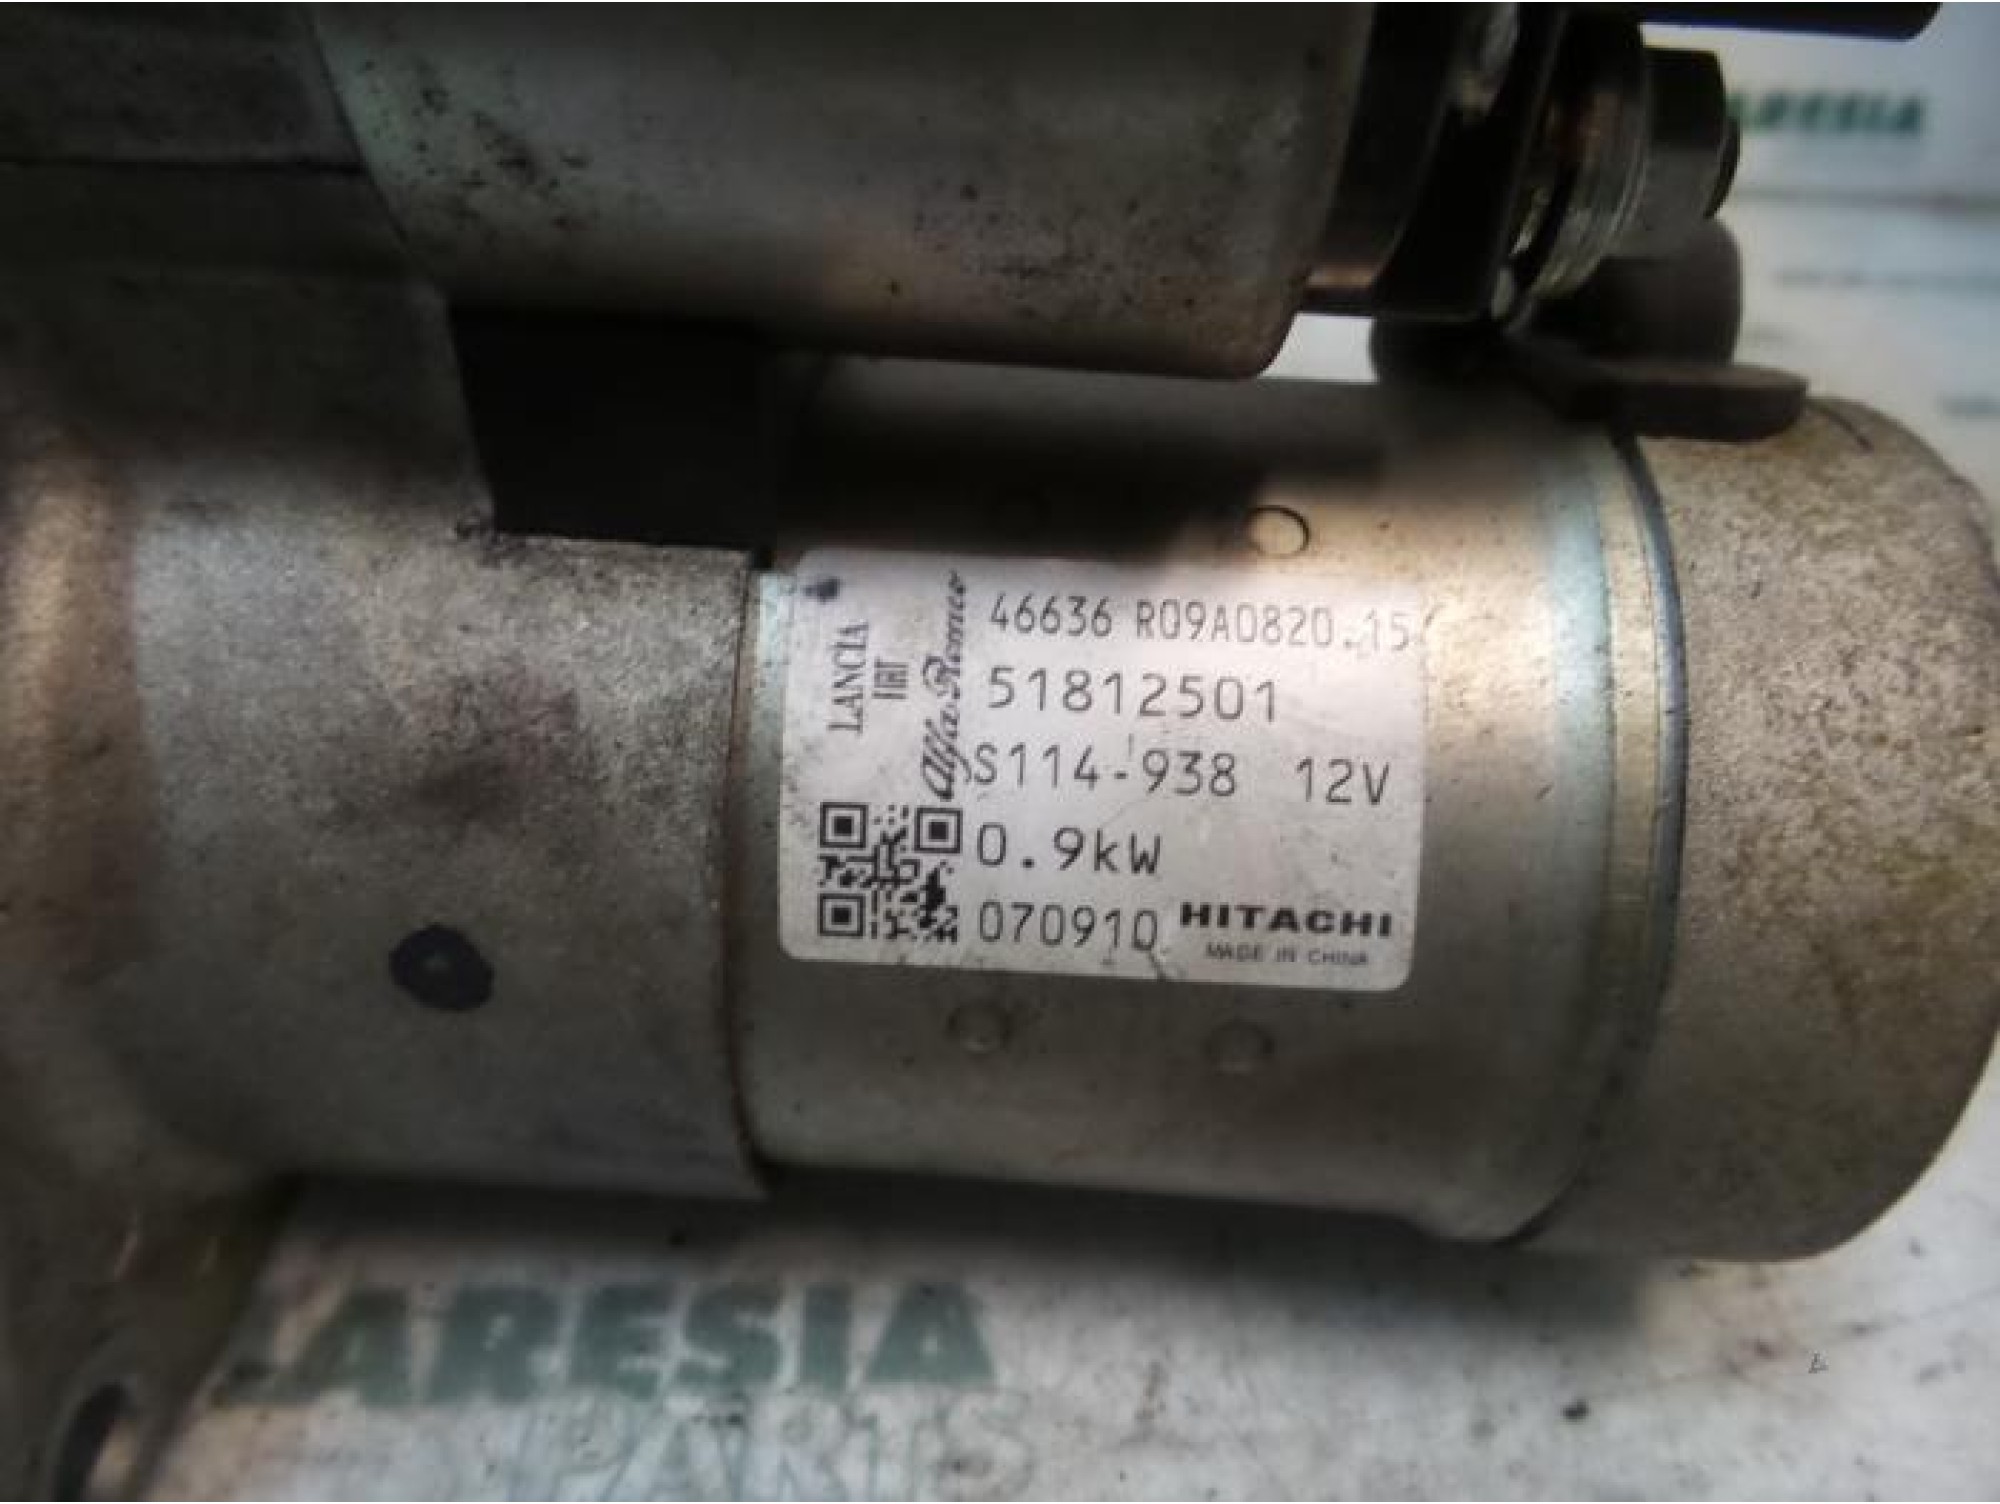 ARESIA
46636 R09A0820.15
51812501
S114-938 12V
0.9kW
070910 HITACHI
MADE IN CHINA
LANCIA
FIAT
Alfa Romeo
ARESIA
PARTS